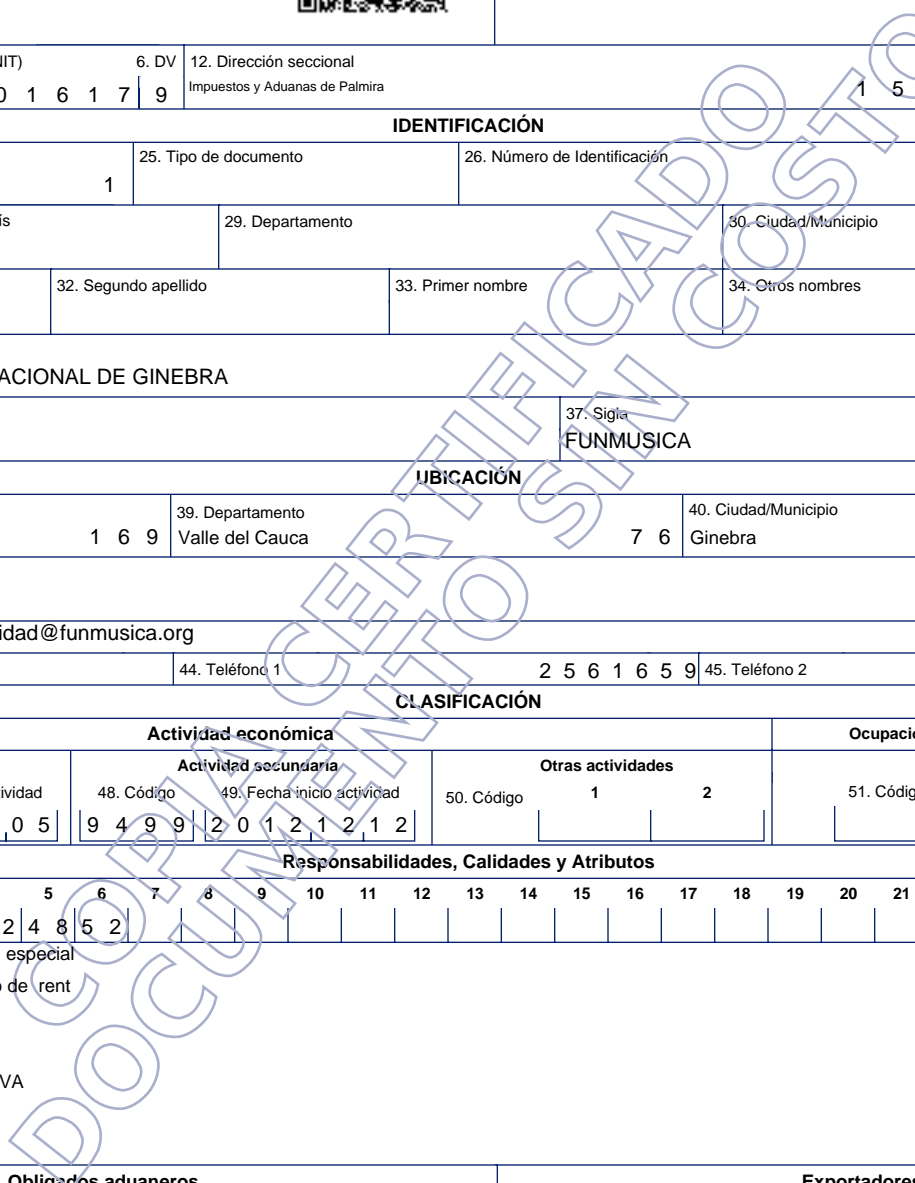 NIT) 6. DV 12. Dirección seccional
0 1 6 1 7 9 Impuestos y Aduanas de Palmira 1 5
IDENTIFICACIÓN
25. Tipo de documento 26. Número de Identificación
1
ís 29. Departamento 30. Ciudad/Municipio
32. Segundo apellido 33. Primer nombre 34. Otros nombres
ACIONAL DE GINEBRA
37. Sigla
FUNMUSICA
UBICACIÓN
39. Departamento 40. Ciudad/Municipio
1 6 9 Valle del Cauca 7 6 Ginebra
idad@funmusica.org
44. Teléfono 1 2 5 6 1 6 5 9 45. Teléfono 2
CLASIFICACIÓN
Actividad económica Ocupació
Actividad secundaria Otras actividades
ividad 48. Código 49. Fecha inicio actividad 50. Código 1 2 51. Códig
0 5 9 4 9 9 2 0 1 2 1 2 1 2
Responsabilidades, Calidades y Atributos
5 6 7 8 9 10 11 12 13 14 15 16 17 18 19 20 21
2 4 8 5 2
especial
o de rent
VA
Obligados aduaneros Exportadores
COPIA CERTIFICADO
DOCUMENTO SIN COSTO